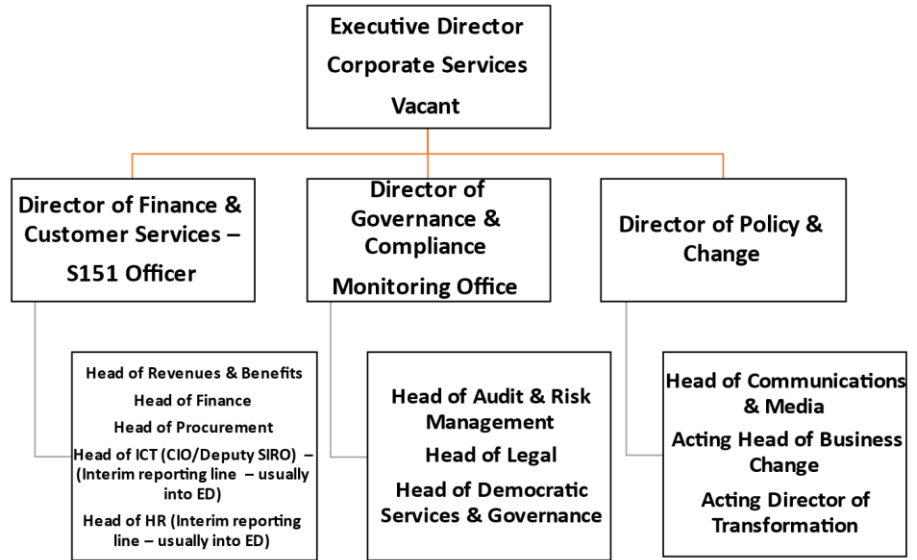 Executive Director
Corporate Services
Vacant
Director of Finance &
Customer Services –
S151 Officer
Director of
Governance &
Compliance
Monitoring Office
Director of Policy &
Change
Head of Revenues & Benefits
Head of Finance
Head of Procurement
Head of ICT (CIO/Deputy SIRO) –
(Interim reporting line – usually
into ED)
Head of HR (Interim reporting
line – usually into ED)
Head of Audit & Risk
Management
Head of Legal
Head of Democratic
Services & Governance
Head of Communications
& Media
Acting Head of Business
Change
Acting Director of
Transformation